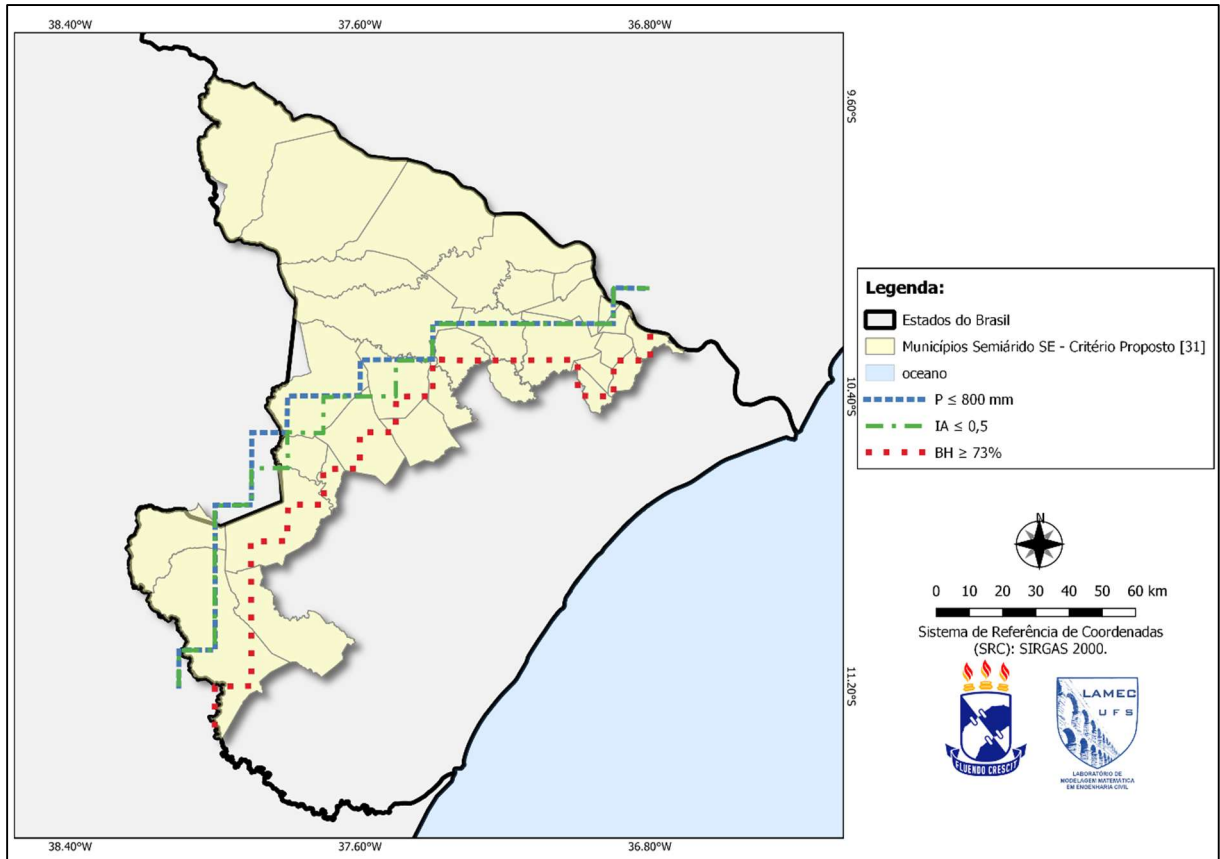 38.40°W 37.60°W 36.80°W
9.60°S
10.40°S
11.20°S
Legenda:
Estados do Brasil
Municípios Semiárido SE - Critério Proposto [31]
oceano
P ≤ 800 mm
IA ≤ 0,5
BH ≥ 73%
N
0 10 20 30 40 50 60 km
Sistema de Referência de Coordenadas
(SRC): SIRGAS 2000.
ELUENDO CRESCIT
LAMEC
UFS
LABORATÓRIO DE
MODELAGEM MATEMÁTICA
EM ENGENHARIA CIVIL
38.40°W 37.60°W 36.80°W